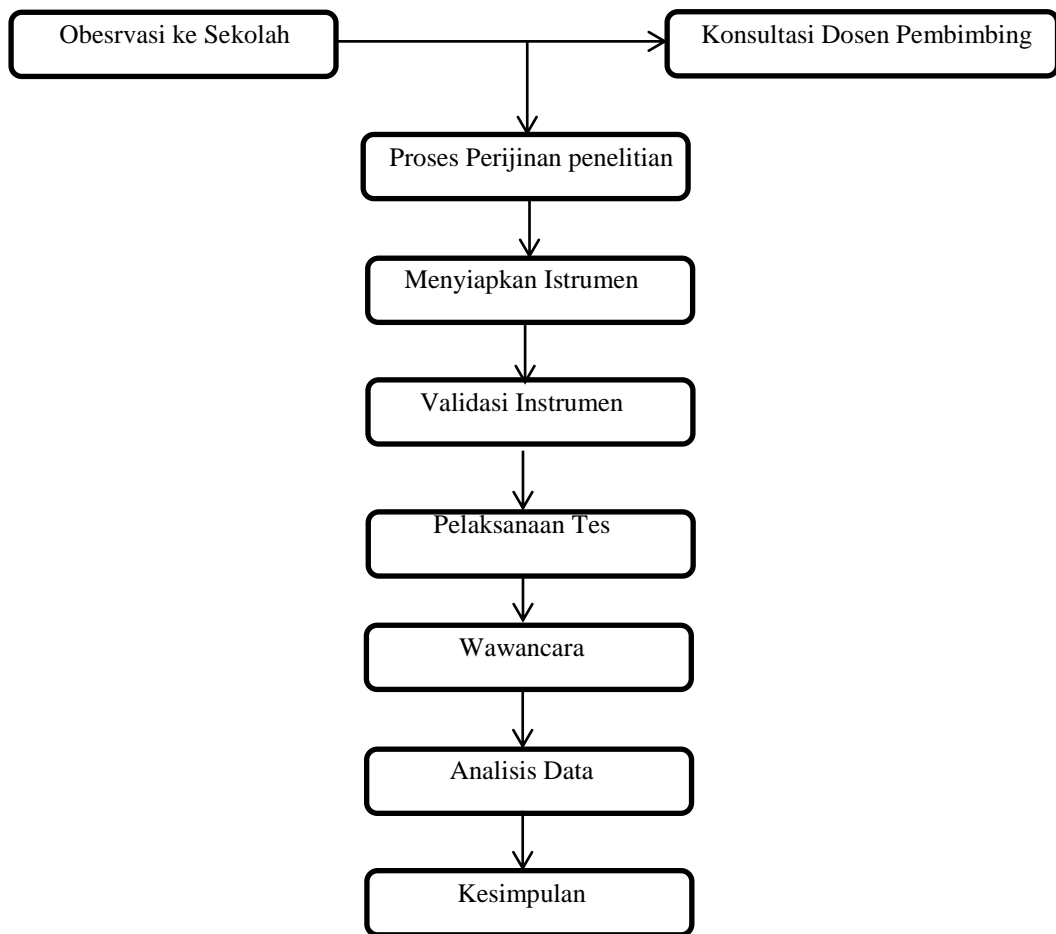 Obesrvasi ke Sekolah
Konsultasi Dosen Pembimbing
Proses Perijinan penelitian
Menyiapkan Istrumen
Validasi Instrumen
Pelaksanaan Tes
Wawancara
Analisis Data
Kesimpulan